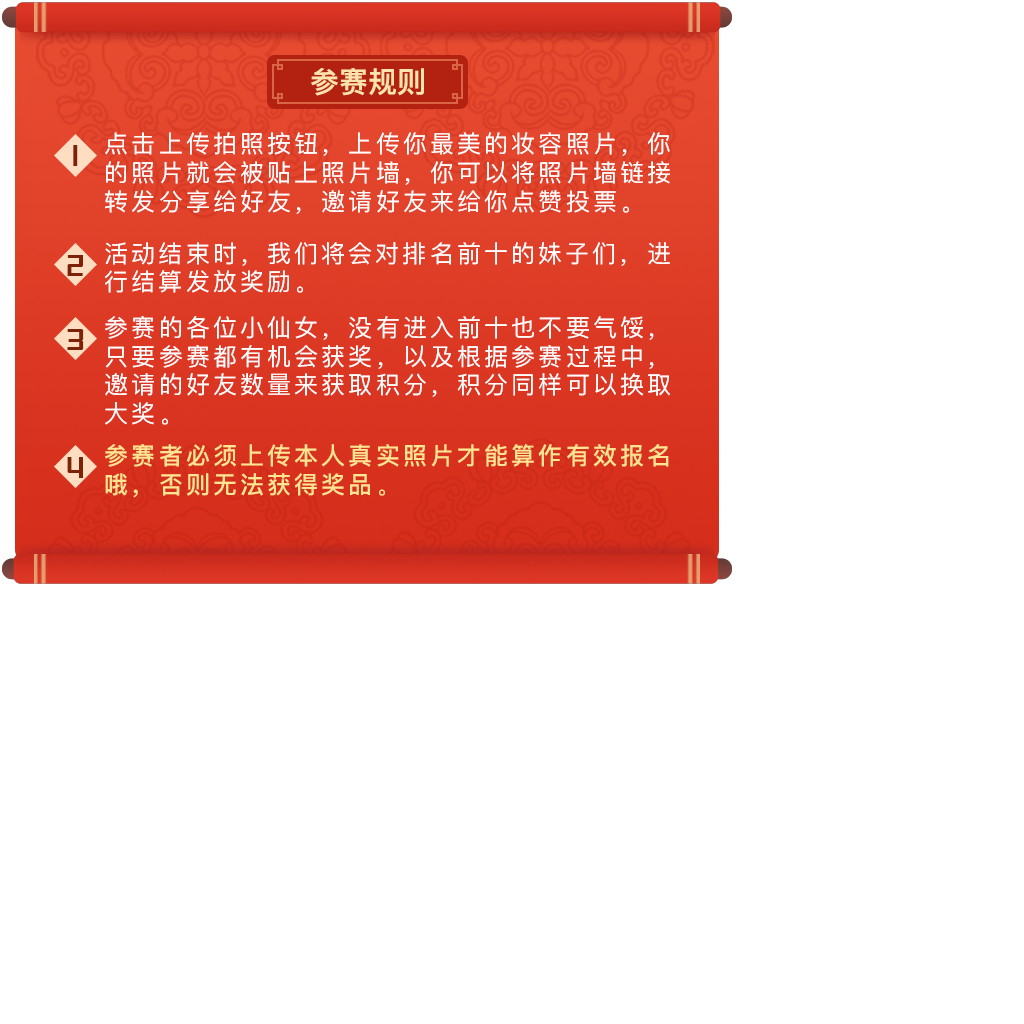 参赛规则
1
点击上传拍照按钮，上传你最美的妆容照片，你
的照片就会被贴上照片墙，你可以将照片墙链接
转发分享给好友，邀请好友来给你点赞投票。
2
活动结束时，我们将会对排名前十的妹子们，进
行结算发放奖励。
3
参赛的各位小仙女，没有进入前十也不要气馁，
只要参赛都有机会获奖，以及根据参赛过程中，
邀请的好友数量来获取积分，积分同样可以换取
大奖。
4
参赛者必须上传本人真实照片才能算作有效报名
哦，否则无法获得奖品。